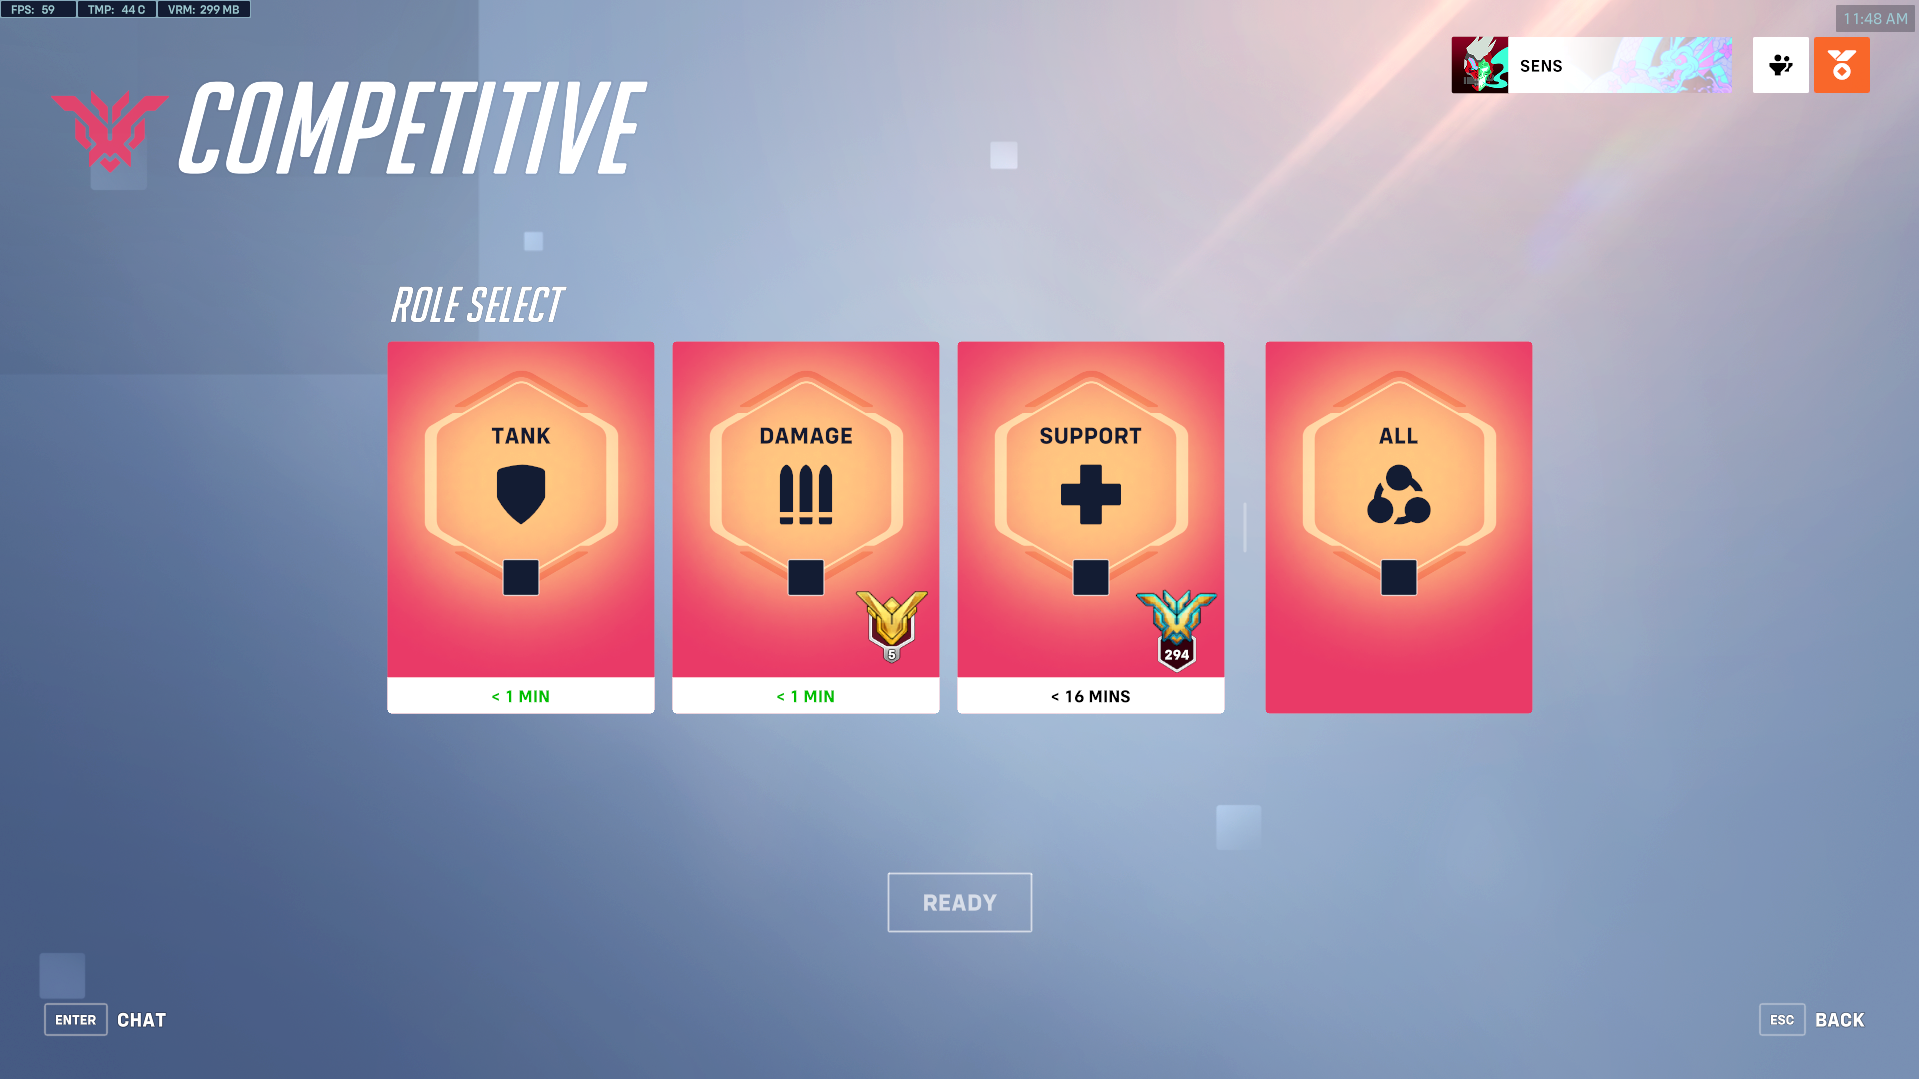 FPS: 59 TMP: 44 C VRM: 299 MB
11:48 AM
SENS
COMPETITIVE
ROLE SELECT
TANK
DAMAGE
SUPPORT
ALL
5
294
< 1 MIN
< 1 MIN
< 16 MINS
READY
ENTER CHAT
ESC BACK